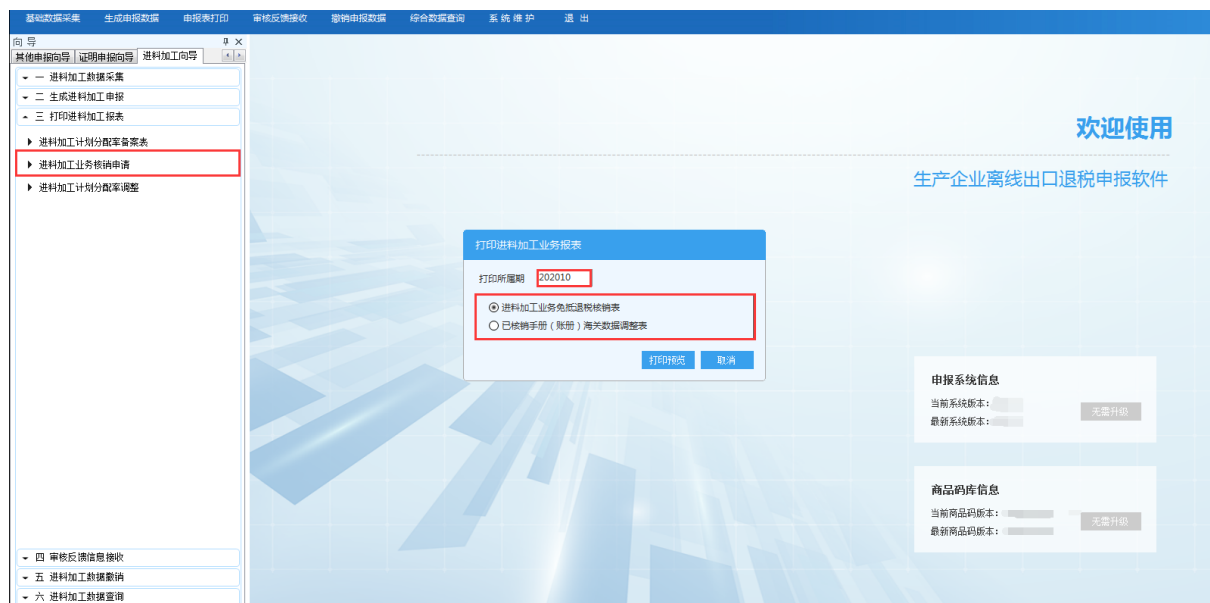 基础数据采集 生成申报数据 申报表打印 审核反馈接收 撤销申报数据 综合数据查询 系 统 维 护 退 出
向 导
其他申报向导 证明申报向导 进料加工向导
一 进料加工数据采集
二 生成进料加工申报
三 打印进料加工报表
进料加工计划分配率备案表
进料加工业务核销申请
进料加工计划分配率调整
欢迎使用
生产企业离线出口退税申报软件
打印进料加工业务报表
打印所属期 202010
进料加工业务免抵退税核销表
已核销手册（账册）海关数据调整表
打印预览 取消
申报系统信息
当前系统版本：
最新系统版本：
无需升级
商品码库信息
当前商品码版本：
最新商品码版本：
无需升级
四 审核反馈信息接收
五 进料加工数据撤销
六 进料加工数据查询